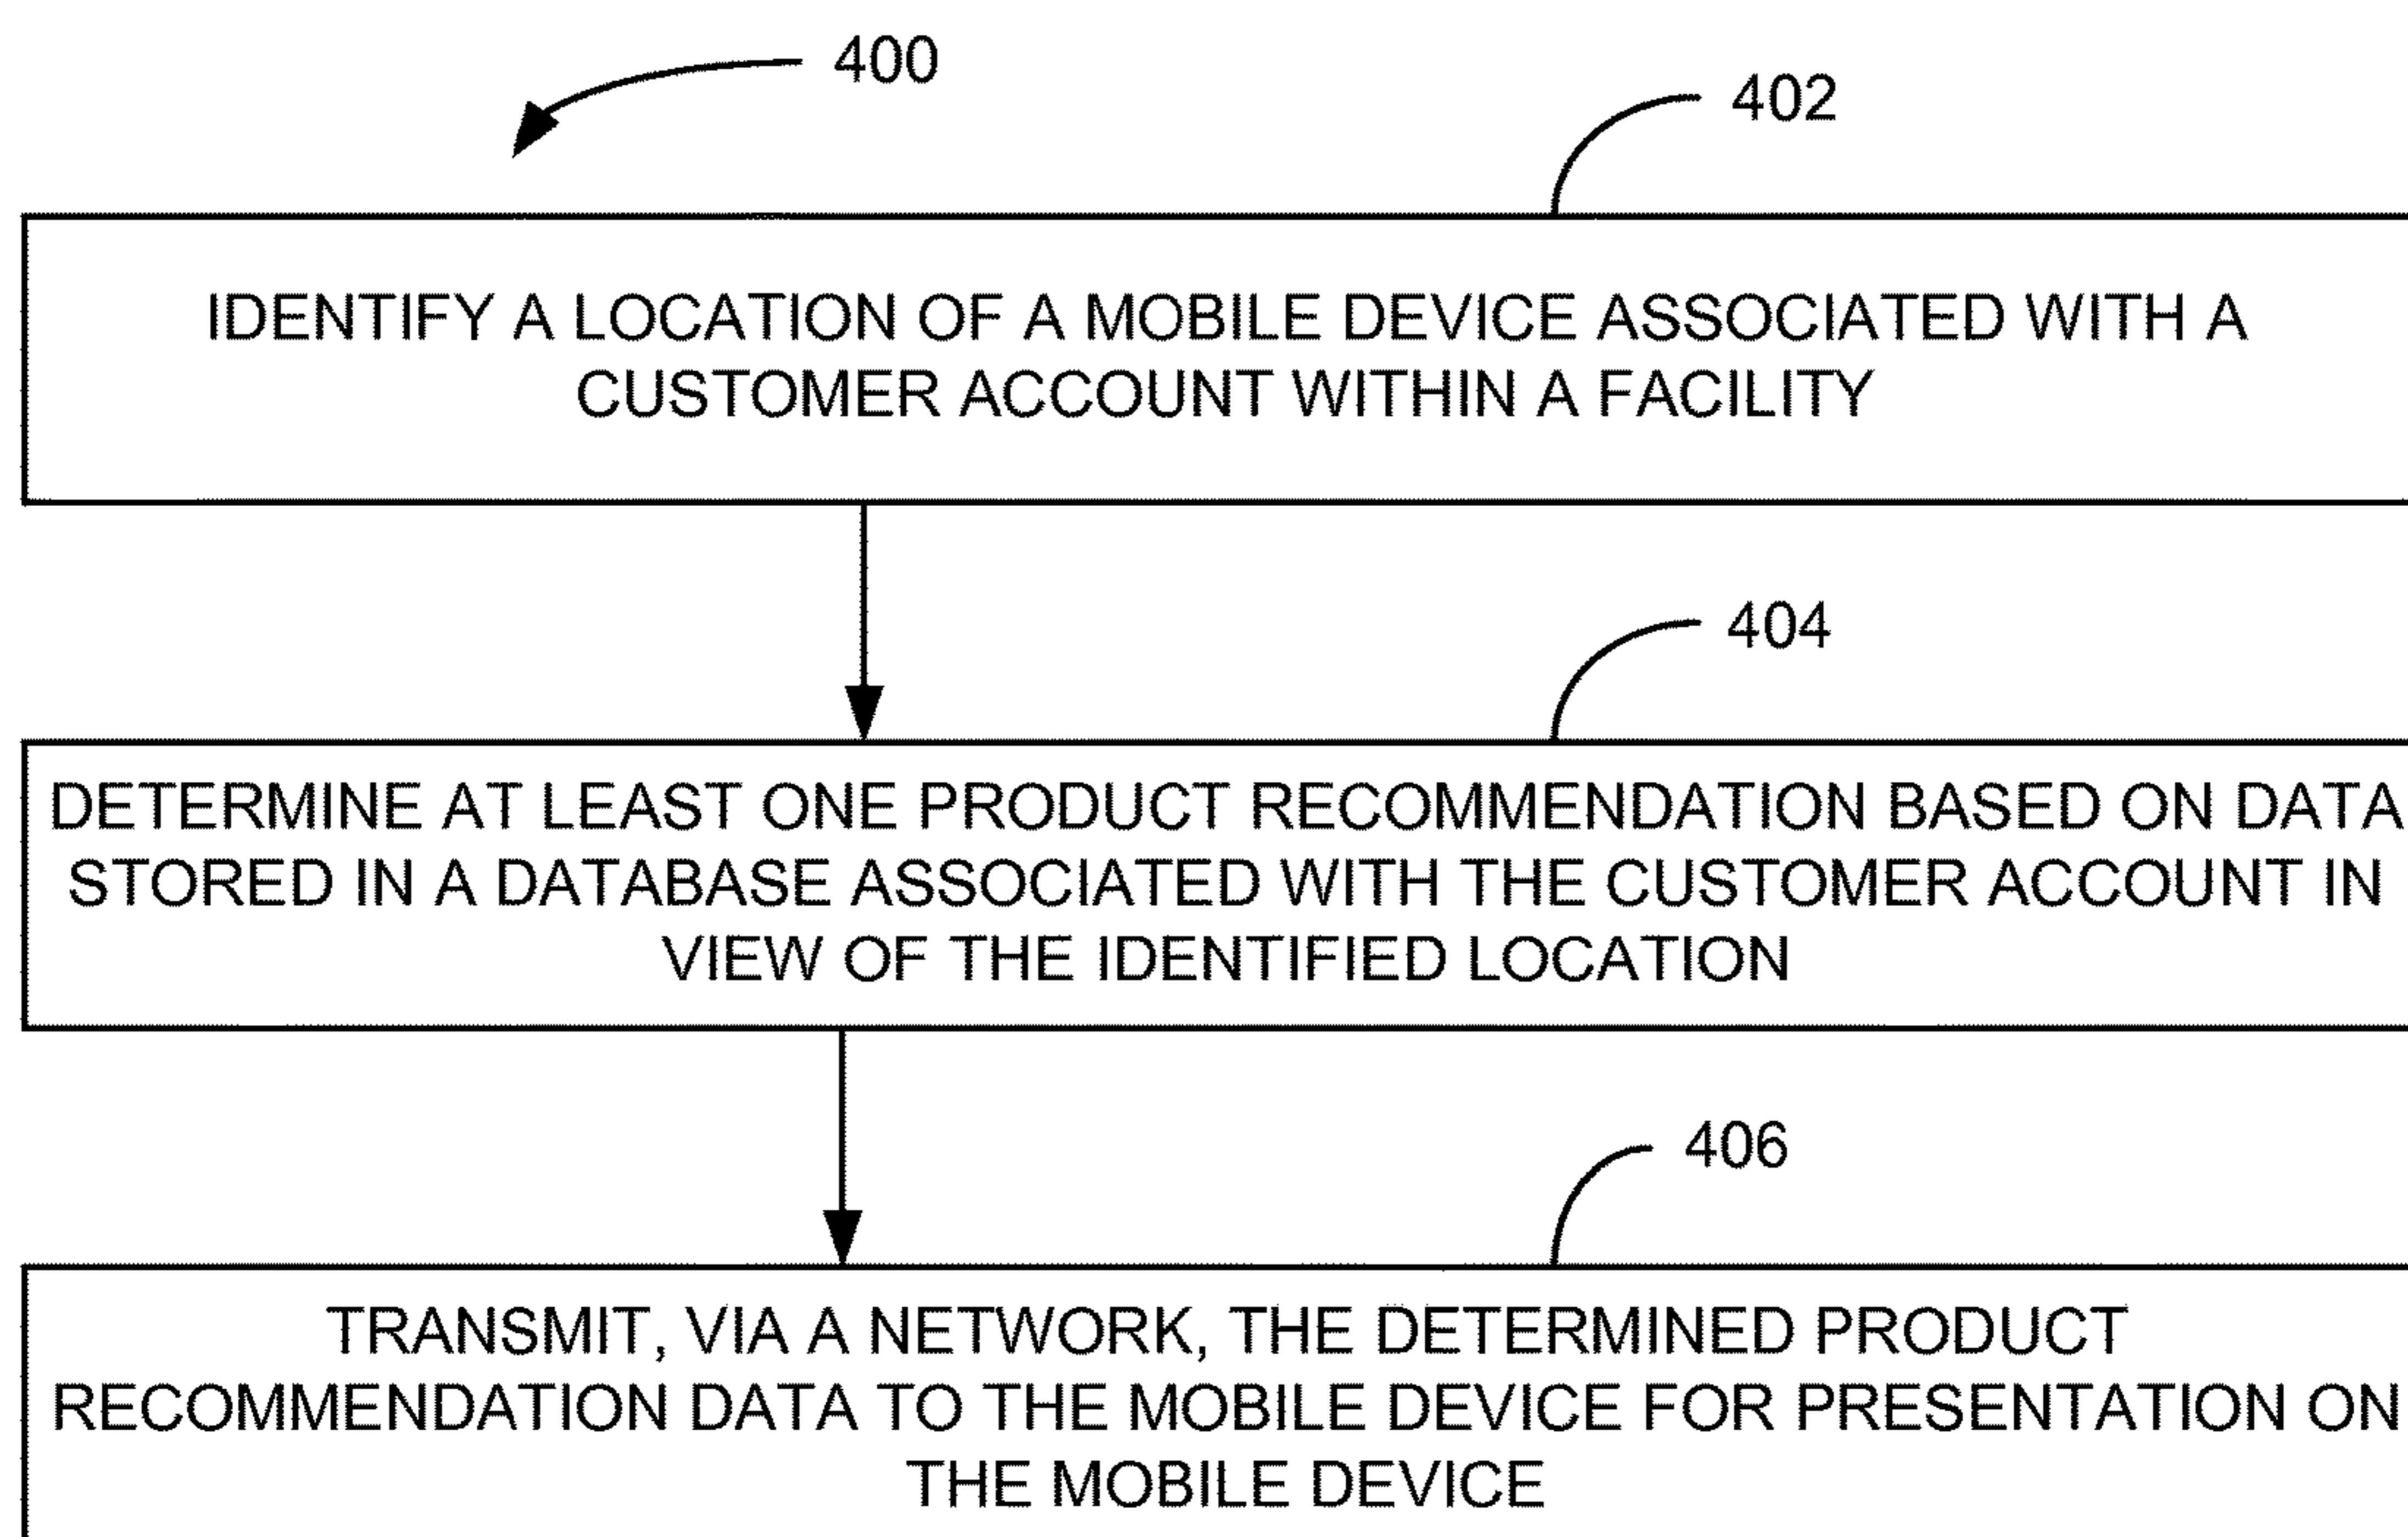 400
402
IDENTIFY A LOCATION OF A MOBILE DEVICE ASSOCIATED WITH A
CUSTOMER ACCOUNT WITHIN A FACILITY
404
DETERMINE AT LEAST ONE PRODUCT RECOMMENDATION BASED ON DATA
STORED IN A DATABASE ASSOCIATED WITH THE CUSTOMER ACCOUNT IN
VIEW OF THE IDENTIFIED LOCATION
406
TRANSMIT, VIA A NETWORK, THE DETERMINED PRODUCT
RECOMMENDATION DATA TO THE MOBILE DEVICE FOR PRESENTATION ON
THE MOBILE DEVICE